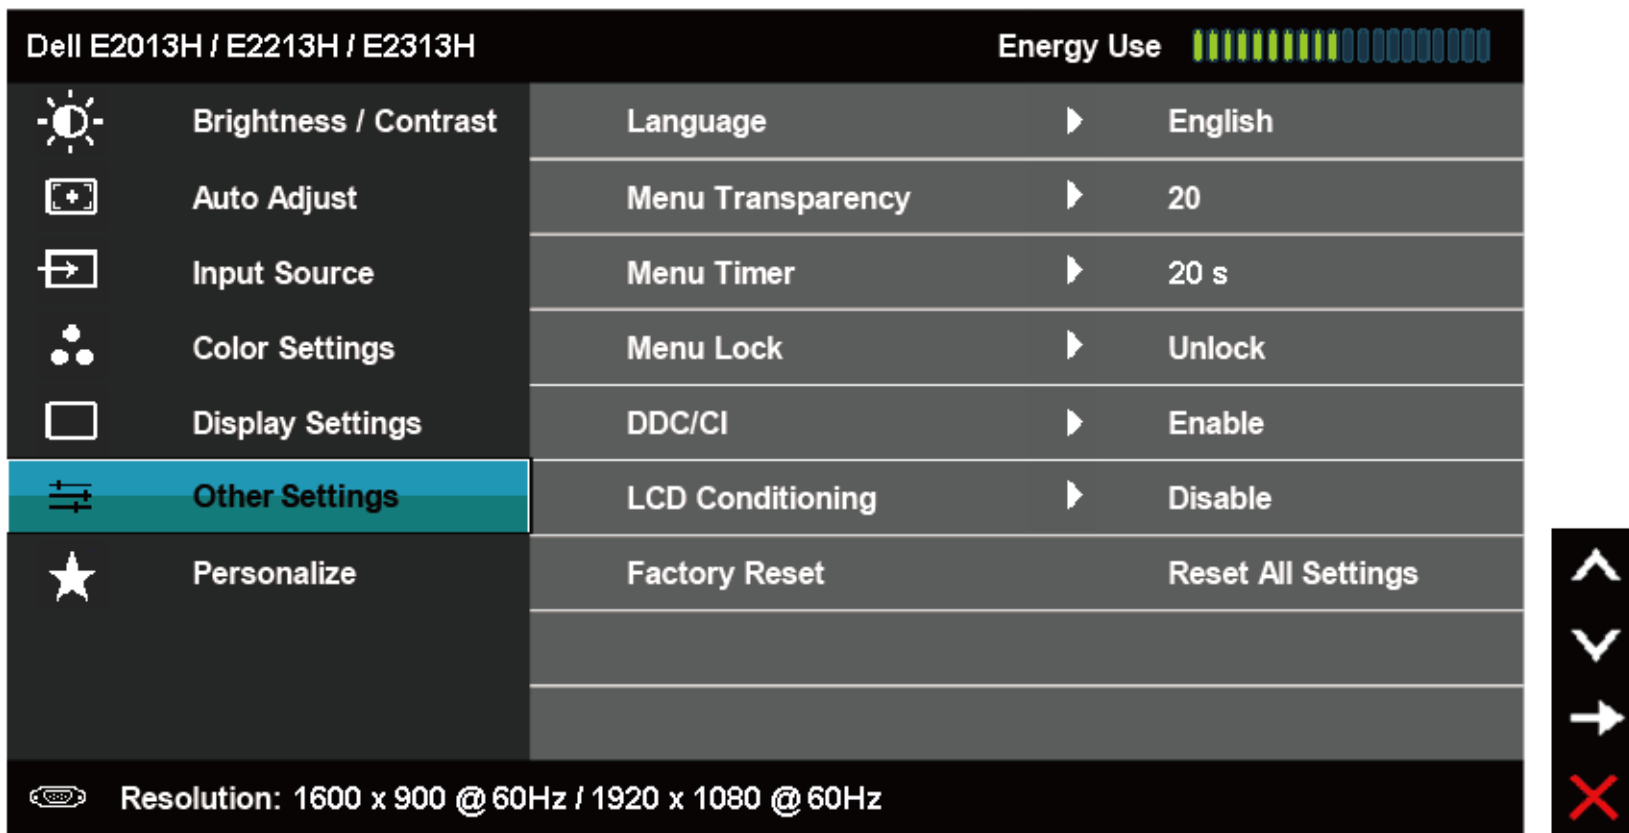 Dell E2013H / E2213H / E2313H Energy Use
Brightness / Contrast Language English
Auto Adjust Menu Transparency 20
Input Source Menu Timer 20 s
Color Settings Menu Lock Unlock
Display Settings DDC/CI Enable
Other Settings LCD Conditioning Disable
Personalize Factory Reset Reset All Settings
Resolution: 1600 x 900 @ 60Hz / 1920 x 1080 @ 60Hz